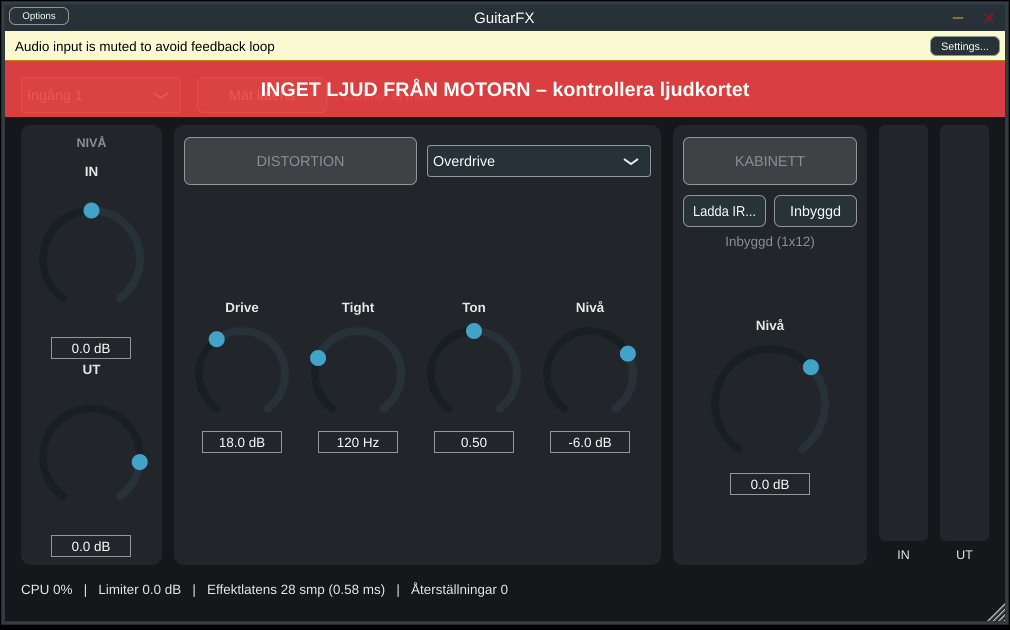 Options
GuitarFX
Audio input is muted to avoid feedback loop
Settings...
Ingång 1
INGET LJUD FRÅN MOTORN – kontrollera ljudkortet
NIVÅ
IN
0.0 dB
UT
0.0 dB
DISTORTION
Overdrive
Drive
Tight
Ton
Nivå
18.0 dB
120 Hz
0.50
-6.0 dB
KABINETT
Ladda IR...
Inbyggd
Inbyggd (1x12)
Nivå
0.0 dB
IN
UT
CPU 0% | Limiter 0.0 dB | Effektlatens 28 smp (0.58 ms) | Återställningar 0